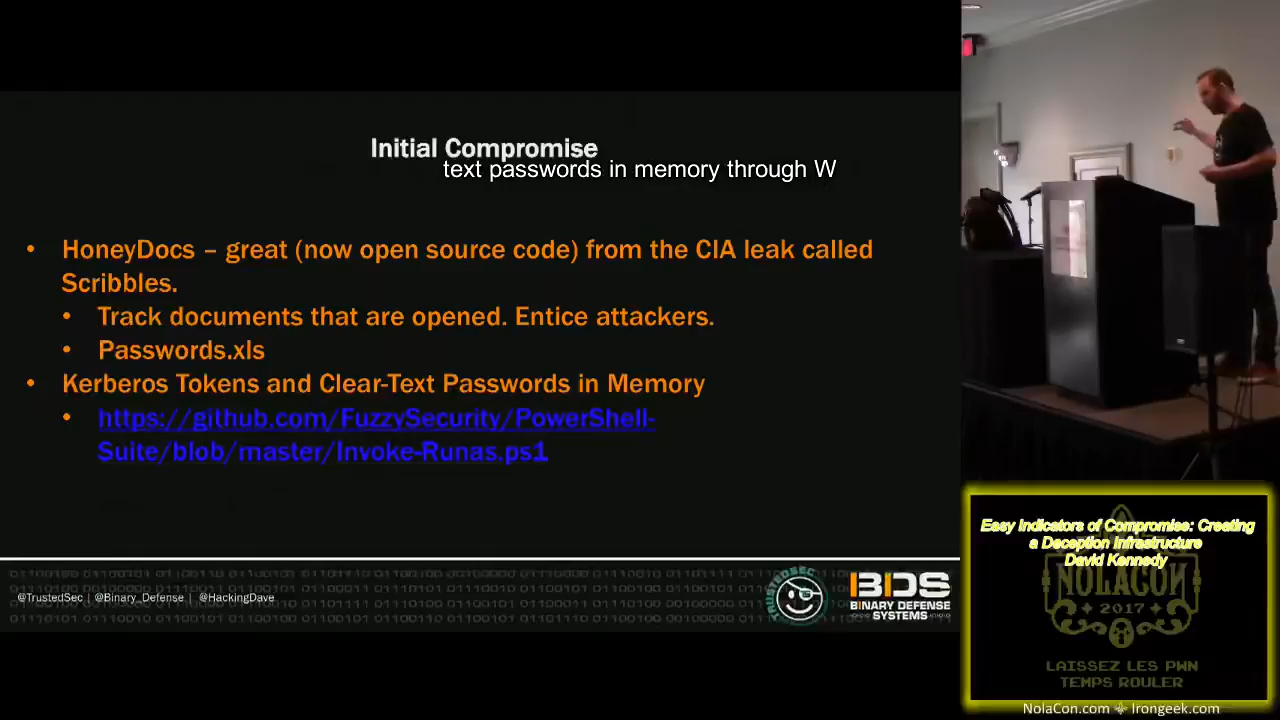 Initial Compromise
text passwords in memory through W
• HoneyDocs – great (now open source code) from the CIA leak called
Scribbles.
• Track documents that are opened. Entice attackers.
• Passwords.xls
• Kerberos Tokens and Clear-Text Passwords in Memory
• https://github.com/FuzzySecurity/PowerShell-
Suite/blob/master/Invoke-Runas.ps1
@TrustedSec | @Binary_Defense | @HackingDave
TRUSTEDSEC
BDS
BINARY DEFENSE
SYSTEMS
Easy Indicators of Compromise: Creating
a Deception Infrastructure
David Kennedy
NOLACON
2017
LAISSEZ LES PWN
TEMPS ROULER
NolaCon.com Irongeek.com